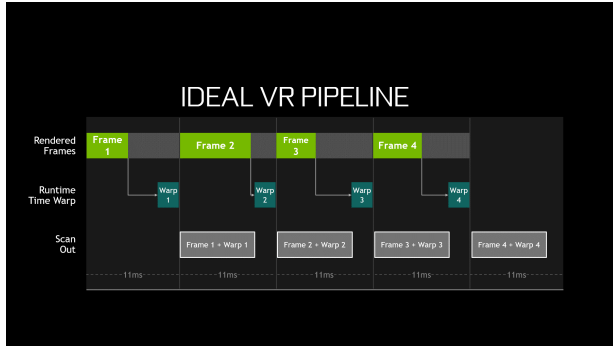 IDEAL VR PIPELINE
Rendered
Frames
Frame
1
Frame 2
Frame
3
Frame 4
Runtime
Time Warp
Warp
1
Warp
2
Warp
3
Warp
4
Scan
Out
Frame 1 + Warp 1
Frame 2 + Warp 2
Frame 3 + Warp 3
Frame 4 + Warp 4
11ms
11ms
11ms
11ms
11ms